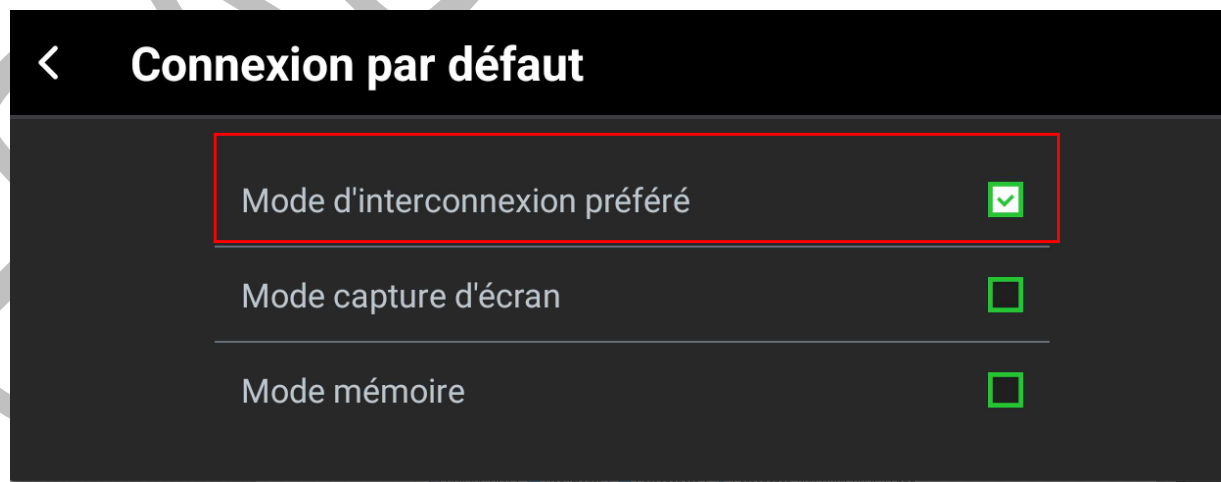 Connexion par défaut
Mode d'interconnexion préféré
Mode capture d'écran
Mode mémoire